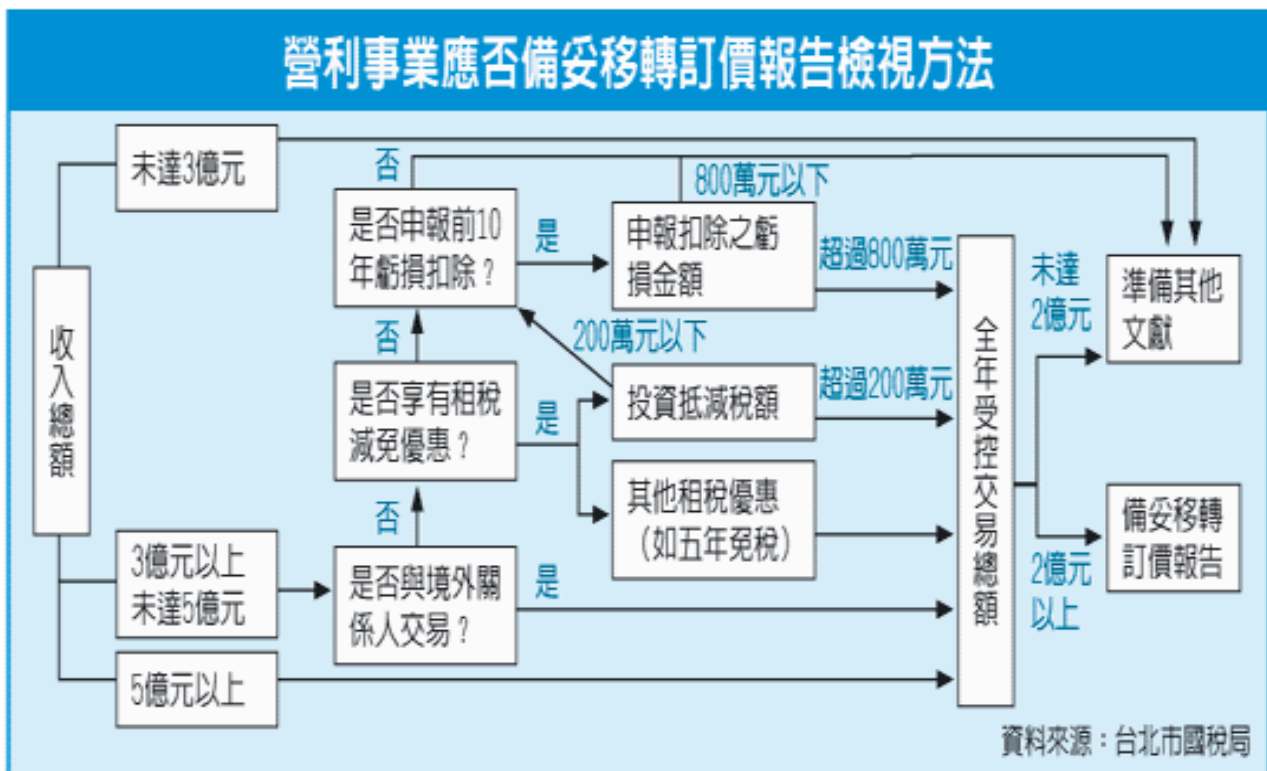 營利事業應否備妥移轉訂價報告檢視方法
未達3億元
否
800萬元以下
是否申報前10
年虧損扣除？
是
申報扣除之虧
損金額
超過800萬元
未達
2億元
準備其他
文獻
收入總額
否
200萬元以下
是否享有租稅
減免優惠？
是
投資抵減稅額
超過200萬元
全年受控交易總額
其他租稅優惠
（如五年免稅）
備妥移轉
訂價報告
否
3億元以上
未達5億元
是否與境外關
係人交易？
是
2億元
以上
5億元以上
資料來源：台北市國稅局